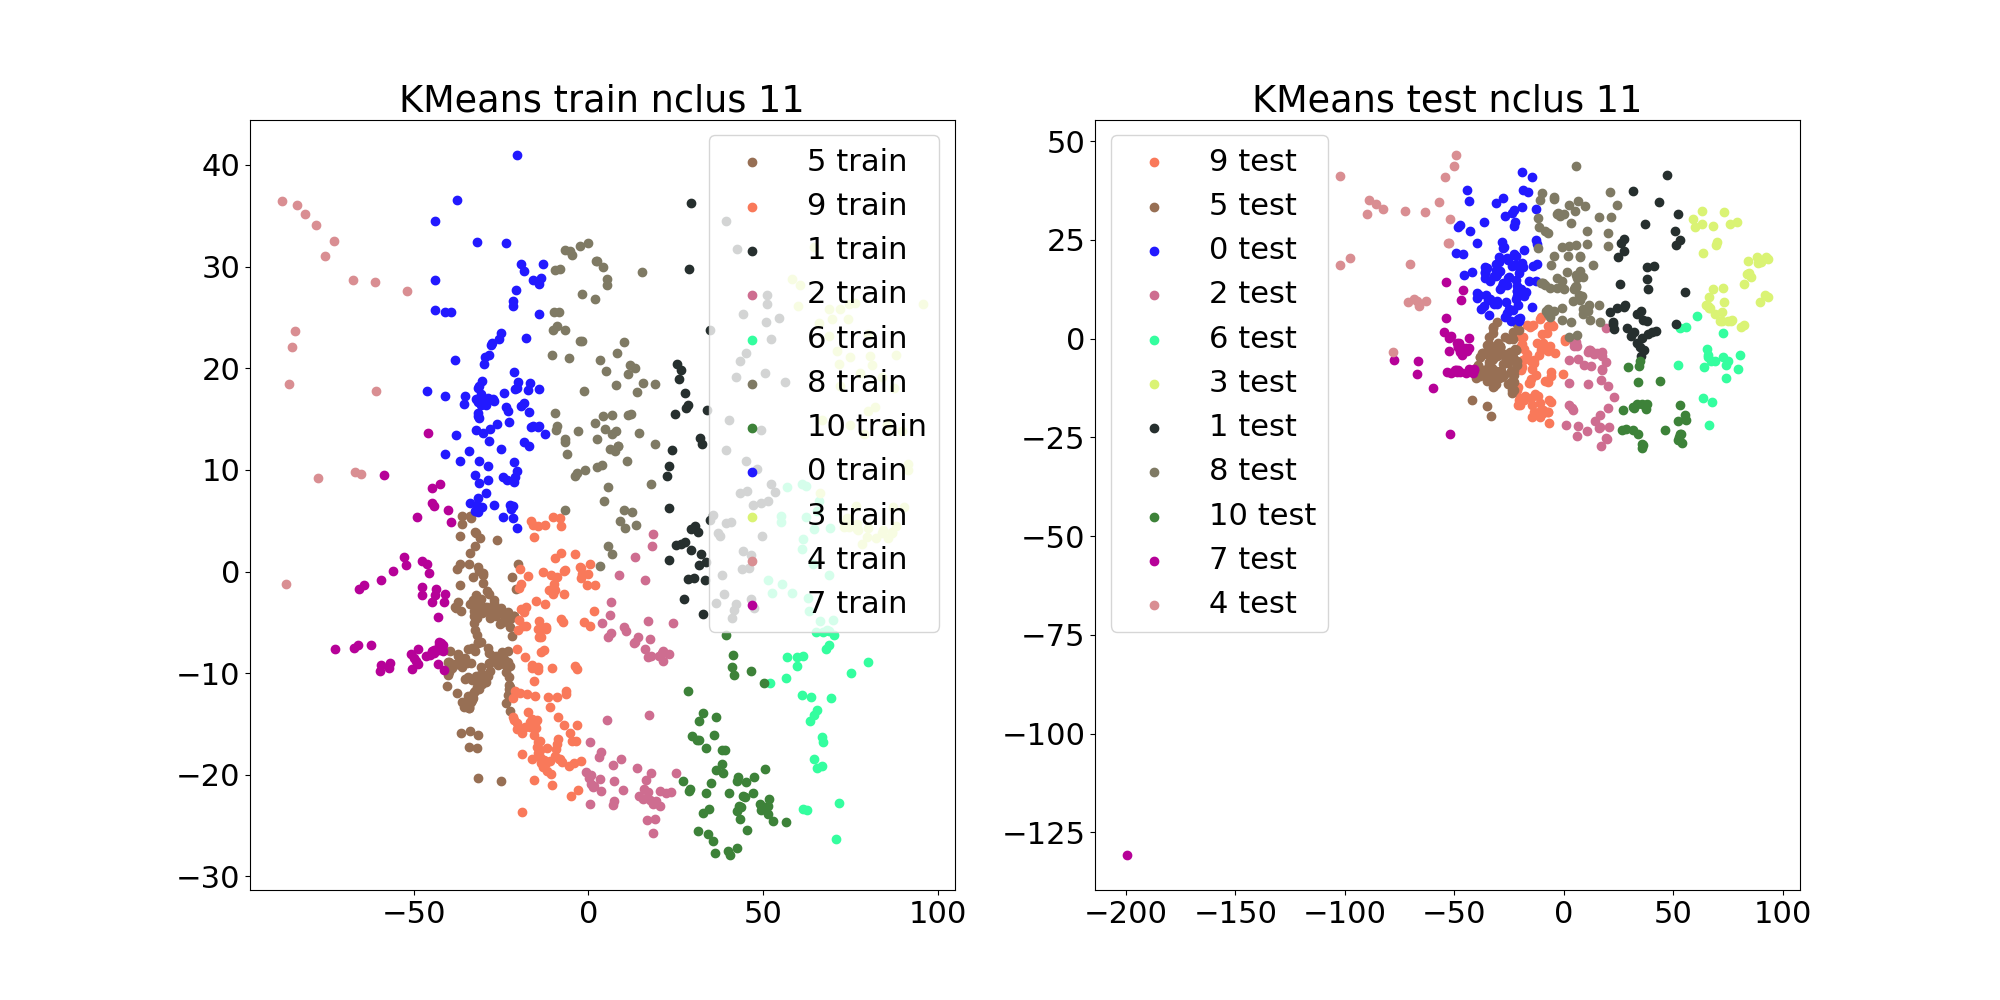 KMeans train nclus 11
40
30
20
10
0
−10
−20
−30
−50
0
50
100
5 train
9 train
1 train
2 train
6 train
8 train
10 train
0 train
3 train
4 train
7 train
KMeans test nclus 11
50
25
0
−25
−50
−75
−100
−125
−200
−150
−100
−50
0
50
100
9 test
5 test
0 test
2 test
6 test
3 test
1 test
8 test
10 test
7 test
4 test